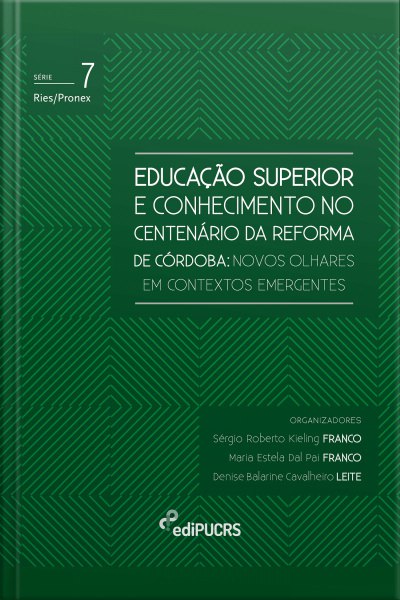 SÉRIE 7
Ries/Pronex
EDUCAÇÃO SUPERIOR
E CONHECIMENTO NO
CENTENÁRIO DA REFORMA
DE CÓRDOBA: NOVOS OLHARES
EM CONTEXTOS EMERGENTES
ORGANIZADORES
Sérgio Roberto Kieling FRANCO
Maria Estela Dal Pai FRANCO
Denise Balarine Cavalheiro LEITE
ediPUCRS